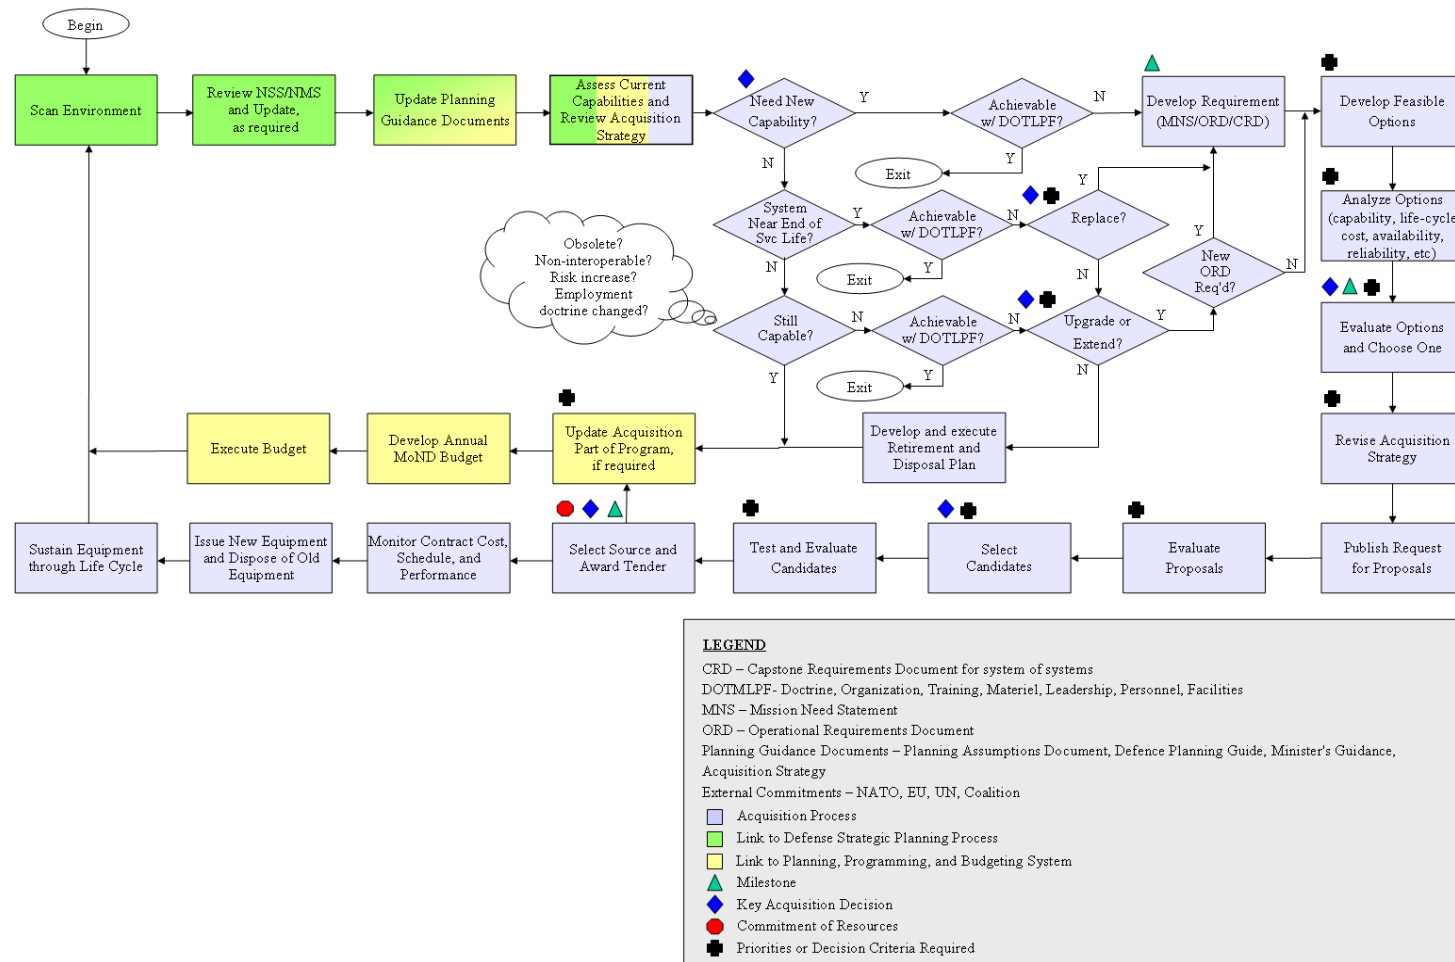 Begin
Scan Environment
Review NSS/NMS
and Update,
as required
Update Planning
Guidance Documents
Assess Current
Capabilities and
Review Acquisition
Strategy
Need New
Capability?
Y
Achievable
w/ DOTLPF?
N
Develop Requirement
(MNS/ORD/CRD)
Develop Feasible
Options
N
Y
Exit
System
Near End of
Svc Life?
Y
Achievable
w/ DOTLPF?
N
Replace?
Y
Analyze Options
(capability, life-cycle
cost, availability,
reliability, etc)
Obsolete?
Non-interoperable?
Risk increase?
Employment
doctrine changed?
N
Y
Exit
N
Y
New
ORD
Req'd?
N
Still
Capable?
N
Achievable
w/ DOTLPF?
N
Upgrade or
Extend?
Y
Evaluate Options
and Choose One
Y
Y
Exit
N
Execute Budget
Develop Annual
MoND Budget
Update Acquisition
Part of Program,
if required
Develop and execute
Retirement and
Disposal Plan
Revise Acquisition
Strategy
Sustain Equipment
through Life Cycle
Issue New Equipment
and Dispose of Old
Equipment
Monitor Contract Cost,
Schedule, and
Performance
Select Source and
Award Tender
Test and Evaluate
Candidates
Select
Candidates
Evaluate
Proposals
Publish Request
for Proposals
LEGEND
CRD – Capstone Requirements Document for system of systems
DOTMLPF- Doctrine, Organization, Training, Materiel, Leadership, Personnel, Facilities
MNS – Mission Need Statement
ORD – Operational Requirements Document
Planning Guidance Documents – Planning Assumptions Document, Defence Planning Guide, Minister's Guidance,
Acquisition Strategy
External Commitments – NATO, EU, UN, Coalition
Acquisition Process
Link to Defense Strategic Planning Process
Link to Planning, Programming, and Budgeting System
Milestone
Key Acquisition Decision
Commitment of Resources
Priorities or Decision Criteria Required